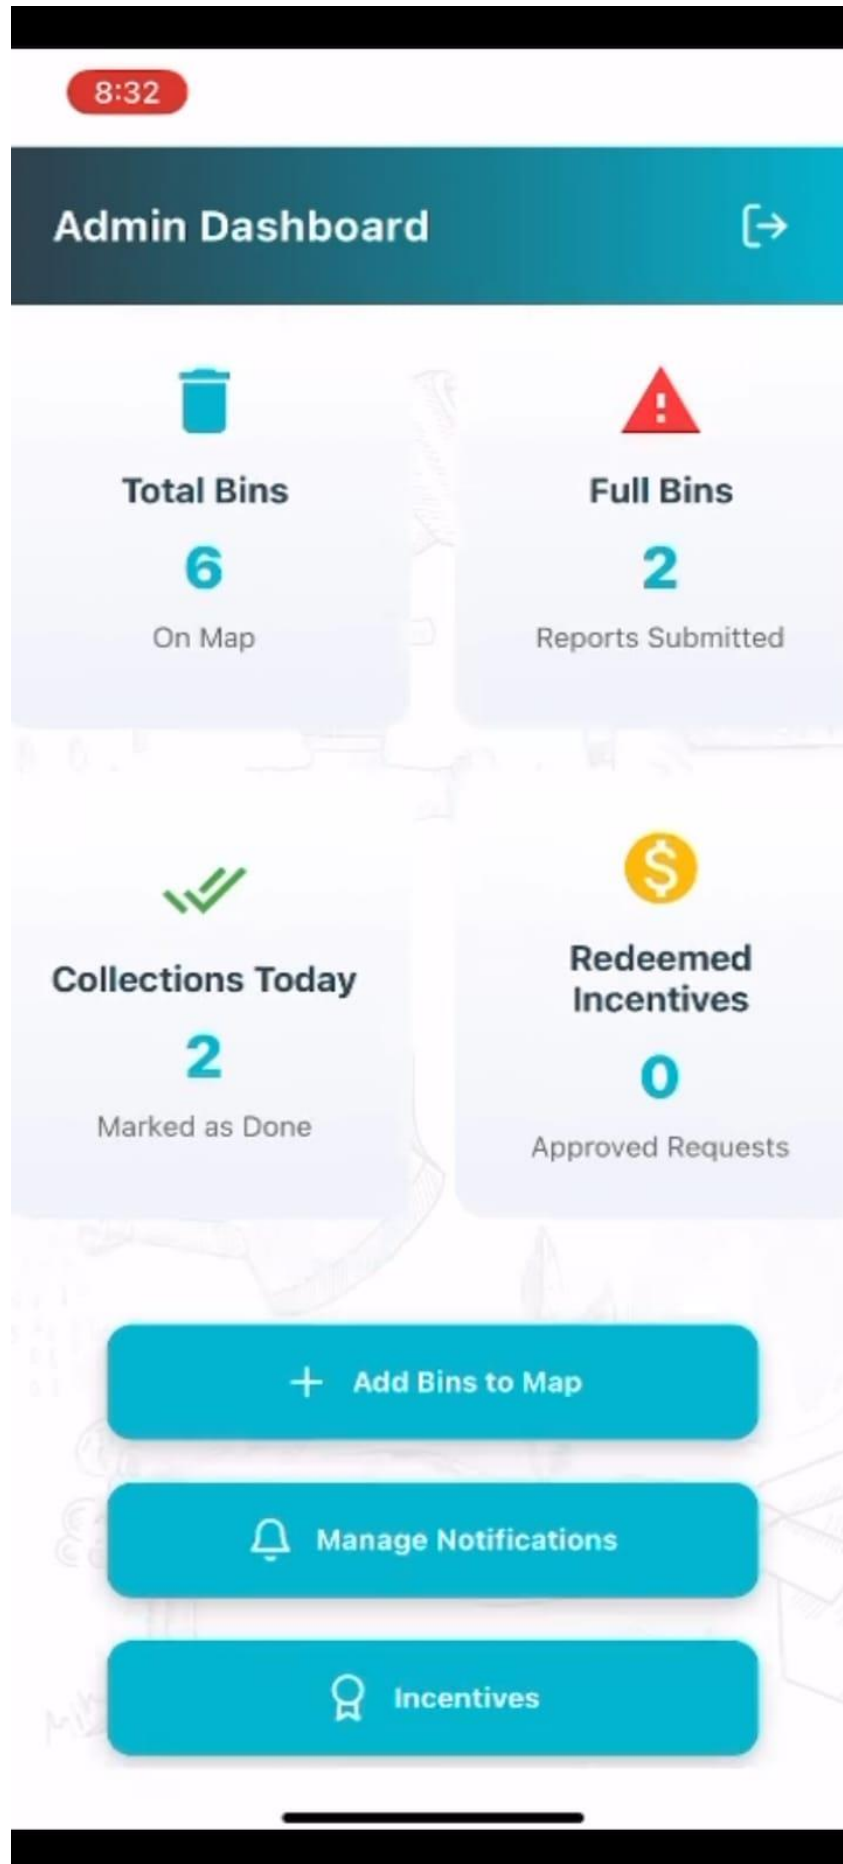 8:32
Admin Dashboard
Total Bins
6
On Map
Full Bins
2
Reports Submitted
Collections Today
2
Marked as Done
Redeemed
Incentives
0
Approved Requests
Add Bins to Map
Manage Notifications
Incentives